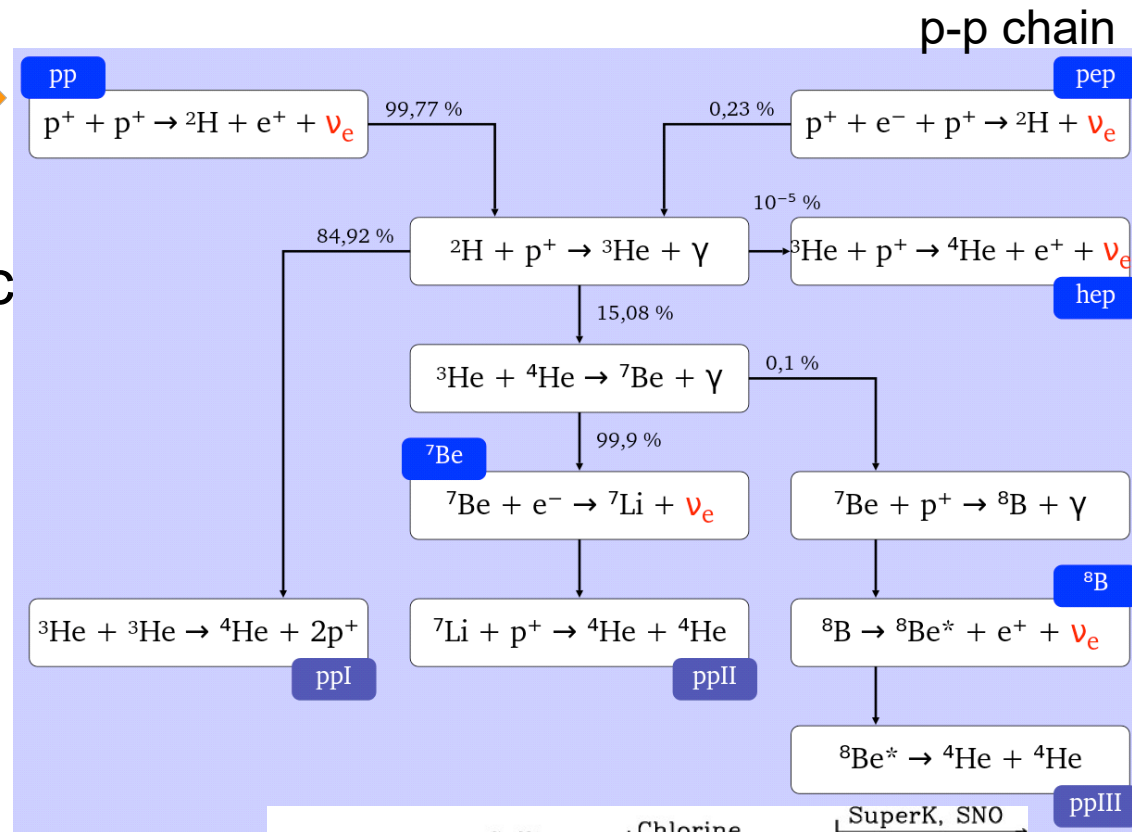 p-p chain
pp
pep
p⁺ + p⁺ → ²H + e⁺ + νₑ
99,77 %
0,23 %
p⁺ + e⁻ + p⁺ → ²H + νₑ
10⁻⁵ %
84,92 %
²H + p⁺ → ³He + γ
³He + p⁺ → ⁴He + e⁺ + νₑ
c
hep
15,08 %
³He + ⁴He → ⁷Be + γ
0,1 %
99,9 %
⁷Be
⁷Be + e⁻ → ⁷Li + νₑ
⁷Be + p⁺ → ⁸B + γ
⁸B
³He + ³He → ⁴He + 2p⁺
⁷Li + p⁺ → ⁴He + ⁴He
⁸B → ⁸Be* + e⁺ + νₑ
ppI
ppII
⁸Be* → ⁴He + ⁴He
ppIII
Chlorine
SuperK, SNO